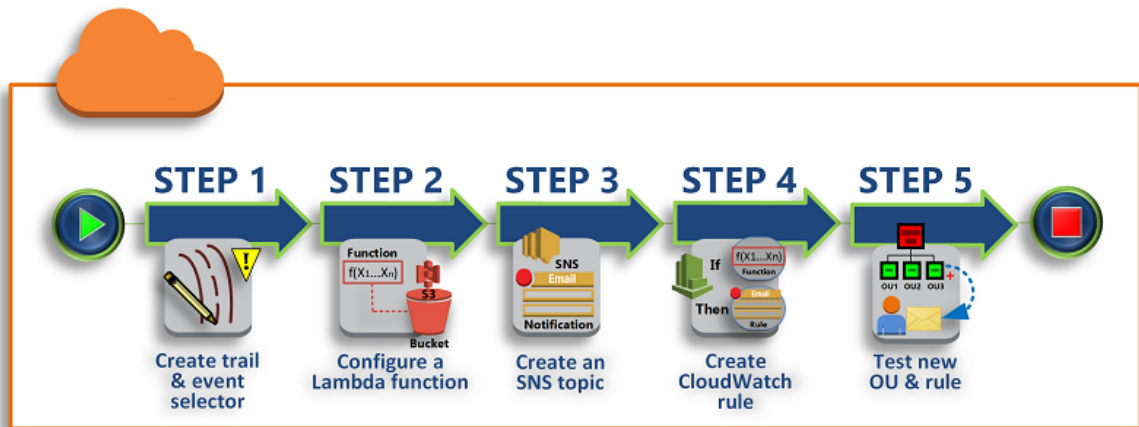 STEP 1
STEP 2
STEP 3
STEP 4
STEP 5
!
Function
f(X1...Xn)
S3
Bucket
SNS
Email
Notification
If
f(X1...Xn)
Function
Then
Email
Rule
OU1
OU2
OU3
+
Create trail
& event
selector
Configure a
Lambda function
Create an
SNS topic
Create
CloudWatch
rule
Test new
OU & rule